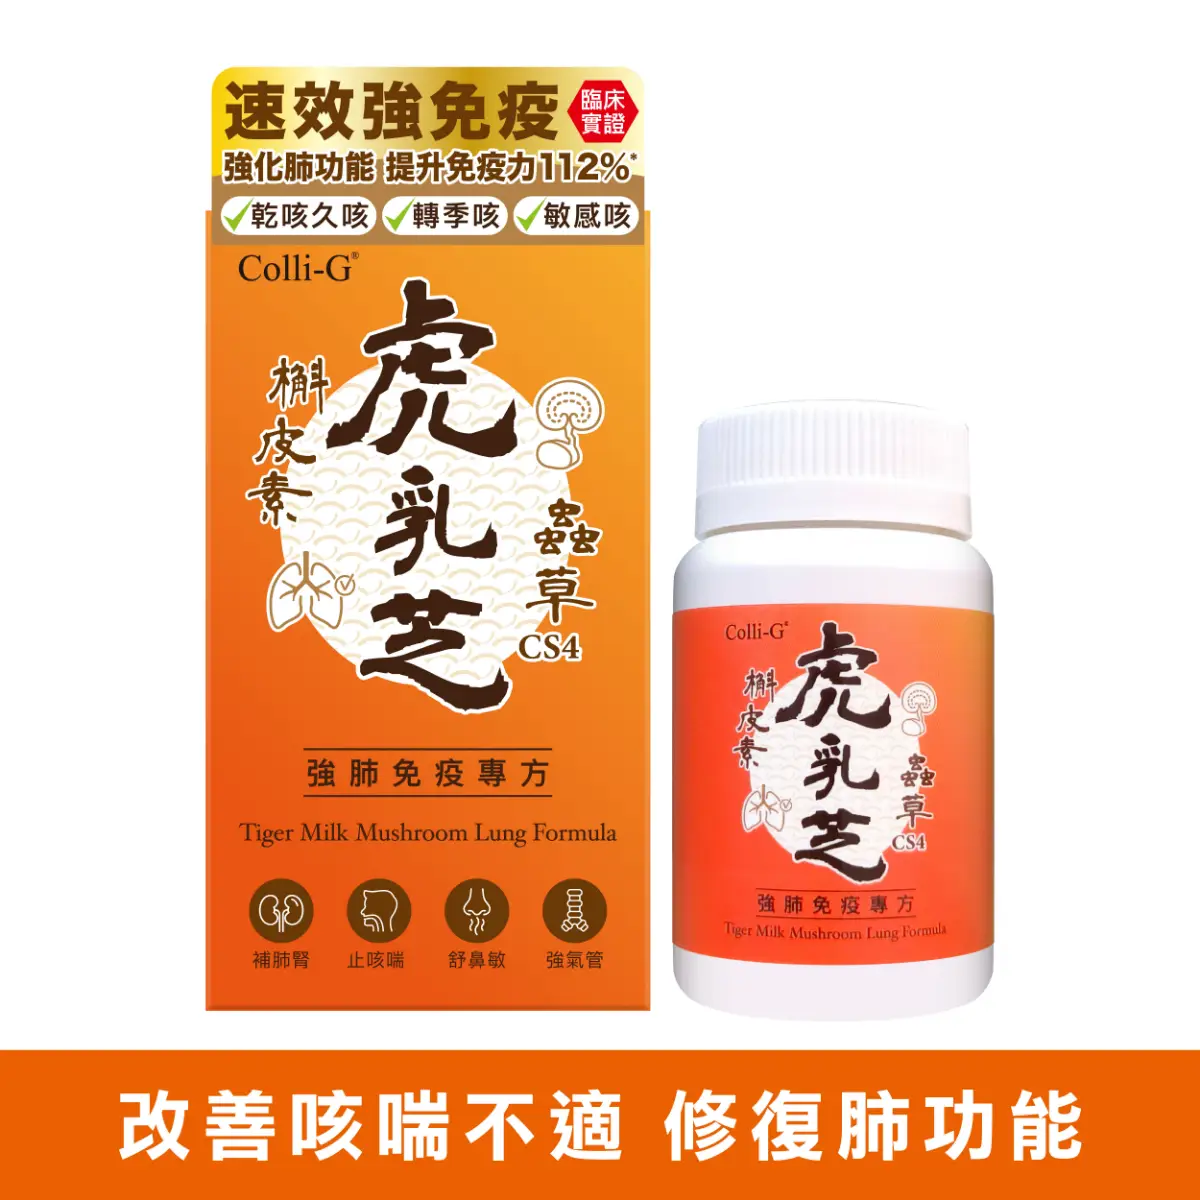 速效強免疫
臨床
實證
強化肺功能 提升免疫力112%*
乾咳久咳 轉季咳 敏感咳
Colli-G®
虎乳芝
槲皮素
蟲草
CS4
強肺免疫專方
Tiger Milk Mushroom Lung Formula
補肺腎 止咳喘 舒鼻敏 強氣管
Colli-G®
虎乳芝
槲皮素
蟲草
CS4
強肺免疫專方
Tiger Milk Mushroom Lung Formula
改善咳喘不適 修復肺功能